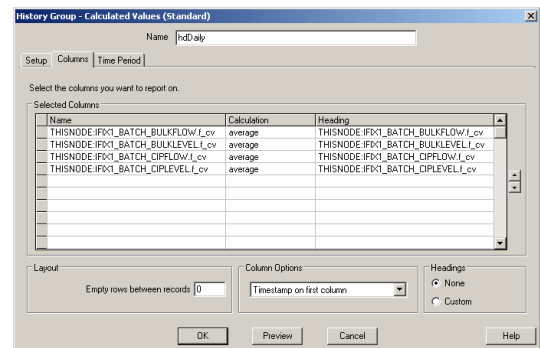 History Group - Calculated Values (Standard)
Name hdDaily
Setup Columns Time Period
Select the columns you want to report on.
Selected Columns
Name Calculation Heading
THISNODE:IFIX1_BATCH_BULKFLOW.f_cv average THISNODE:IFIX1_BATCH_BULKFLOW.f_cv
THISNODE:IFIX1_BATCH_BULKLEVEL.f_cv average THISNODE:IFIX1_BATCH_BULKLEVEL.f_cv
THISNODE:IFIX1_BATCH_CIPFLOW.f_cv average THISNODE:IFIX1_BATCH_CIPFLOW.f_cv
THISNODE:IFIX1_BATCH_CIPLEVEL.f_cv average THISNODE:IFIX1_BATCH_CIPLEVEL.f_cv
Layout Column Options Headings
Empty rows between records 0 Timestamp on first column None
Custom
OK Preview Cancel Help